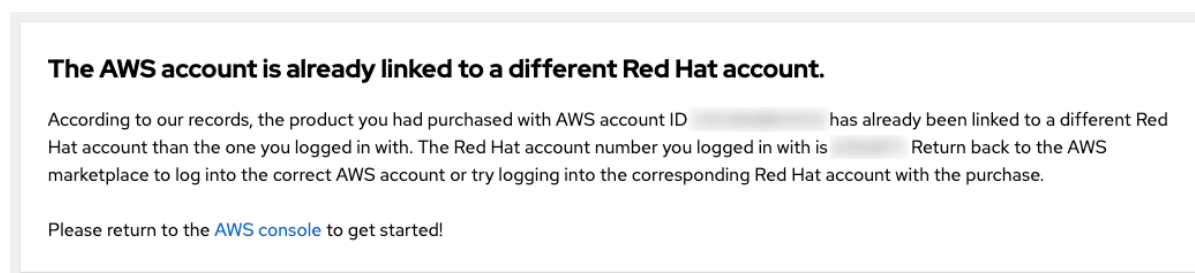 The AWS account is already linked to a different Red Hat account.
According to our records, the product you had purchased with AWS account ID has already been linked to a different Red
Hat account than the one you logged in with. The Red Hat account number you logged in with is Return back to the AWS
marketplace to log into the correct AWS account or try logging into the corresponding Red Hat account with the purchase.
Please return to the AWS console to get started!